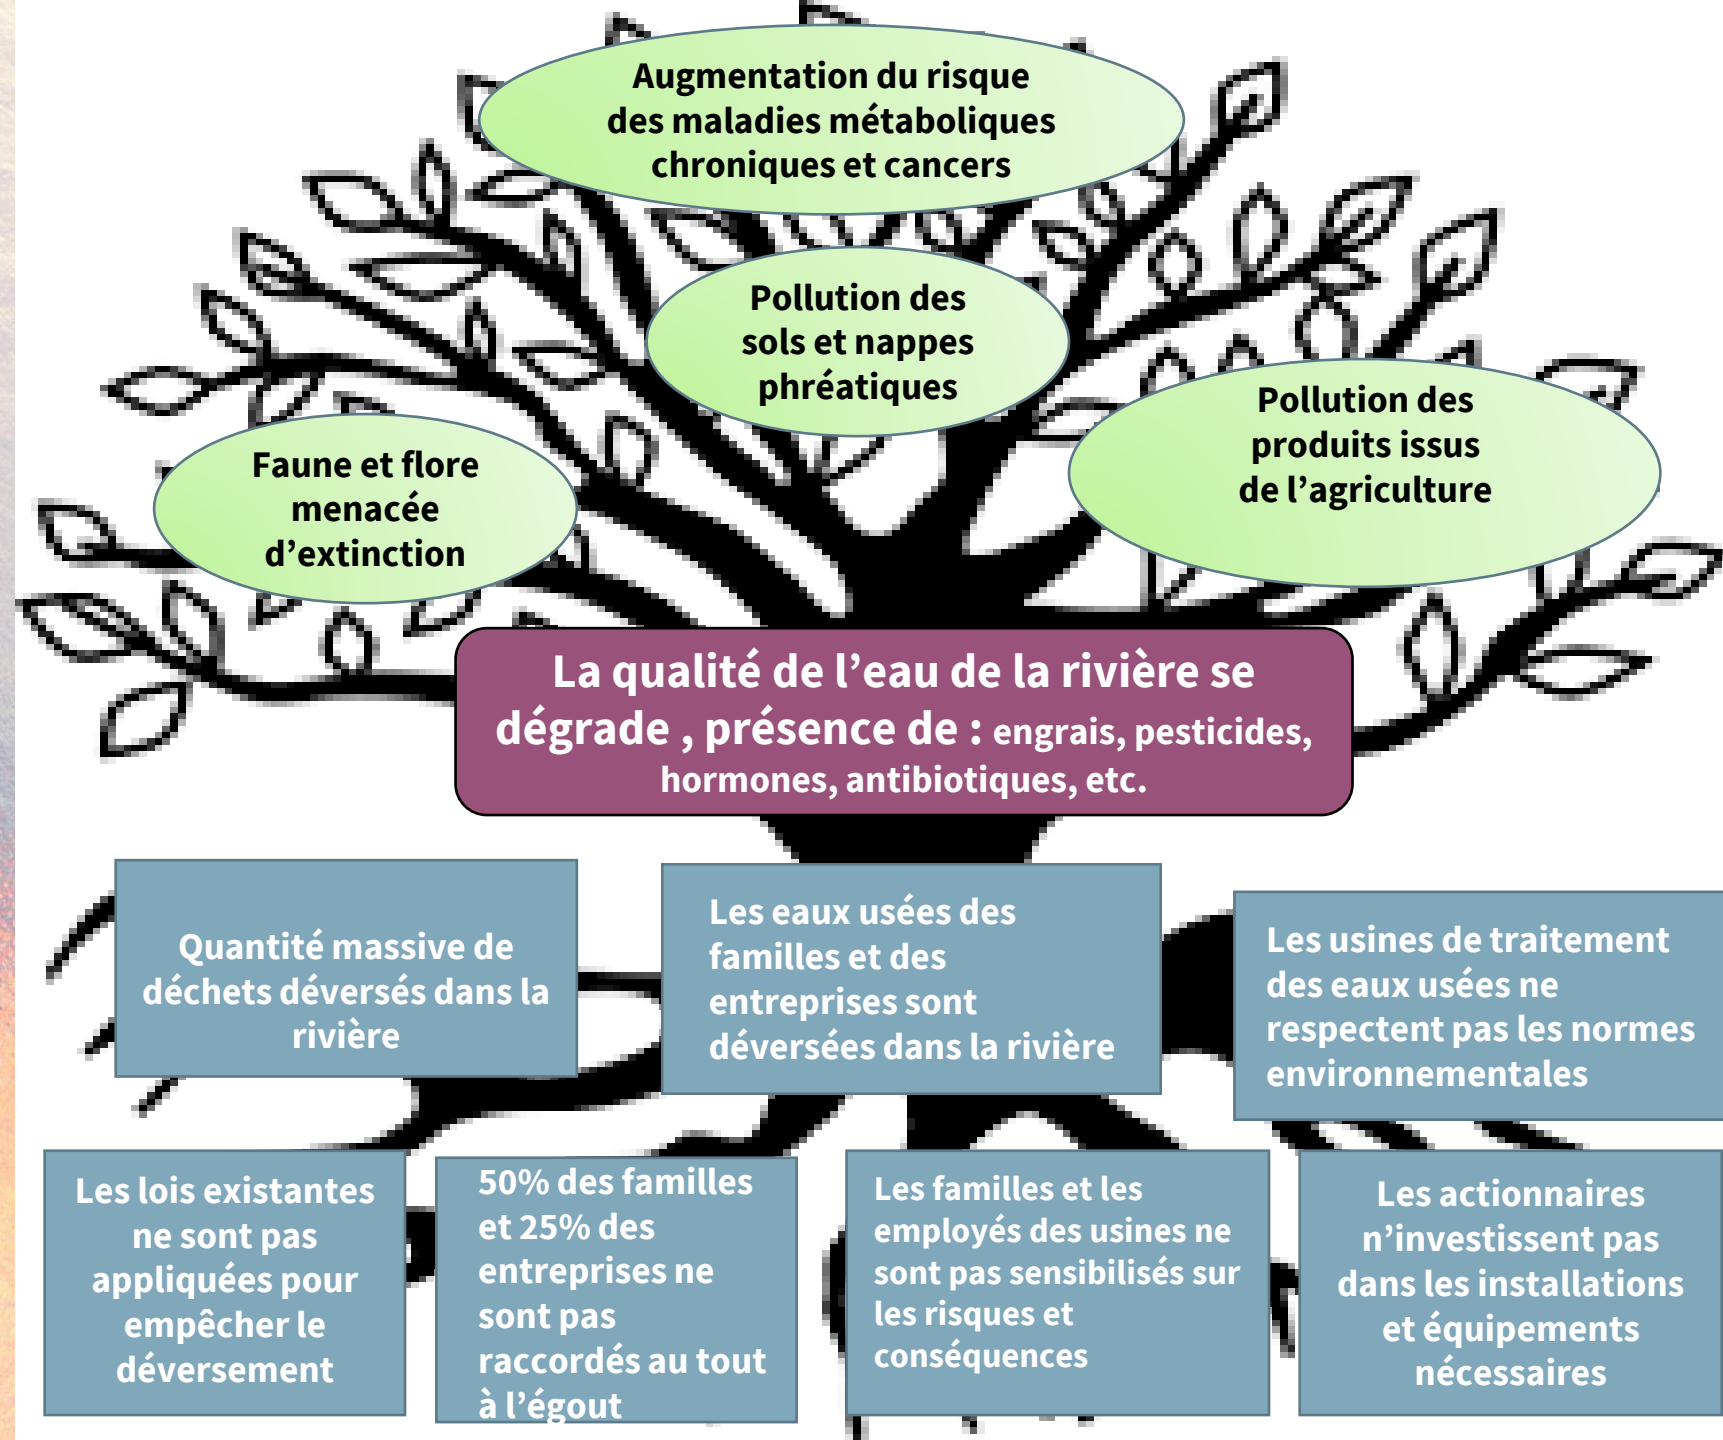 Augmentation du risque
des maladies métaboliques
chroniques et cancers
Pollution des
sols et nappes
phréatiques
Pollution des
produits issus
de l’agriculture
Faune et flore
menacée
d’extinction
La qualité de l’eau de la rivière se
dégrade , présence de : engrais, pesticides,
hormones, antibiotiques, etc.
Quantité massive de
déchets déversés dans la
rivière
Les eaux usées des
familles et des
entreprises sont
déversées dans la rivière
Les usines de traitement
des eaux usées ne
respectent pas les normes
environnementales
Les lois existantes
ne sont pas
appliquées pour
empêcher le
déversement
50% des familles
et 25% des
entreprises ne
sont pas
raccordés au tout
à l’égout
Les familles et les
employés des usines ne
sont pas sensibilisés sur
les risques et
conséquences
Les actionnaires
n’investissent pas
dans les installations
et équipements
nécessaires